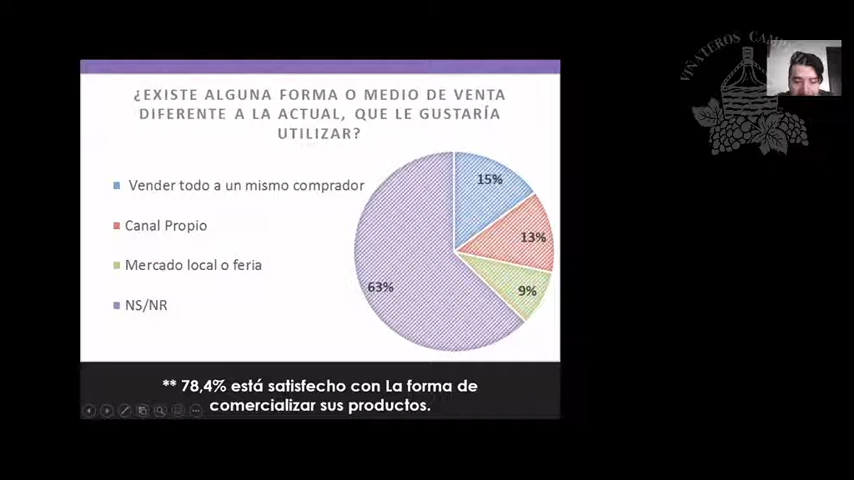 ¿EXISTE ALGUNA FORMA O MEDIO DE VENTA
DIFERENTE A LA ACTUAL, QUE LE GUSTARÍA
UTILIZAR?
Vender todo a un mismo comprador
Canal Propio
Mercado local o feria
NS/NR
15%
13%
9%
63%
** 78,4% está satisfecho con La forma de
comercializar sus productos.
VIÑATEROS